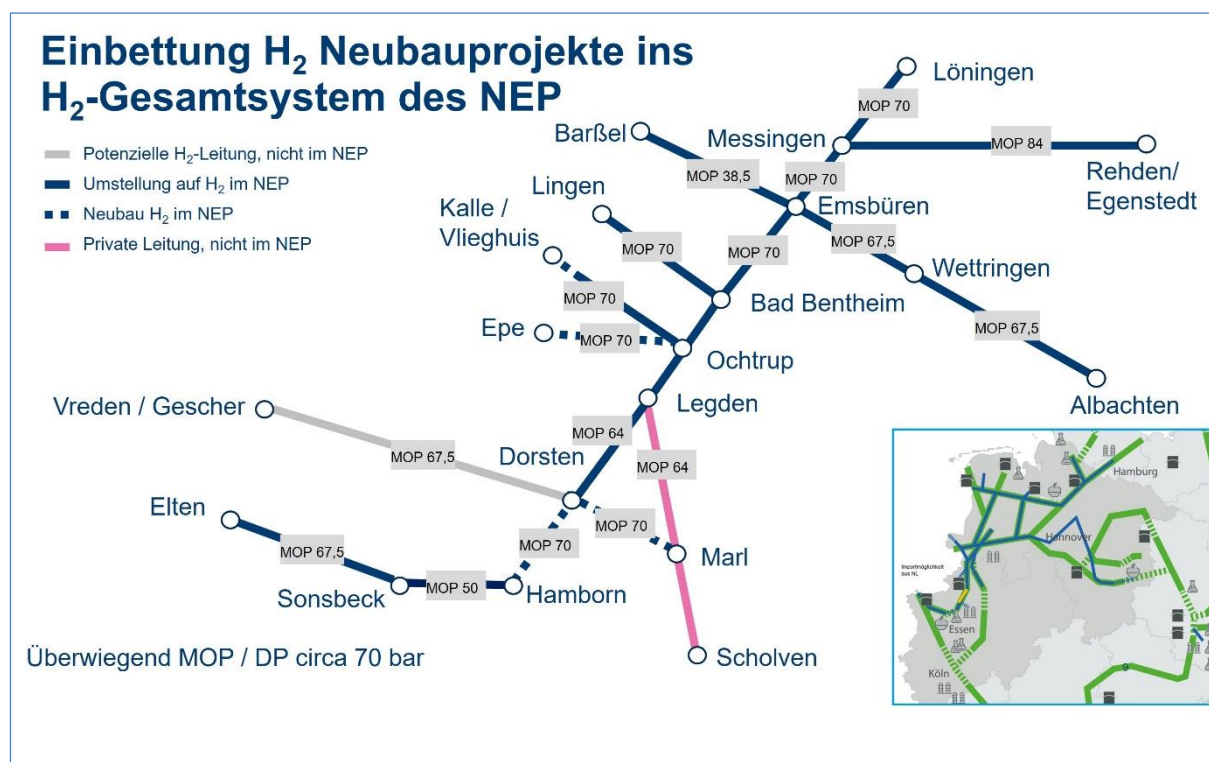 Einbettung H₂ Neubauprojekte ins
H₂-Gesamtsystem des NEP
Potenzielle H₂-Leitung, nicht im NEP
Umstellung auf H₂ im NEP
Neubau H₂ im NEP
Private Leitung, nicht im NEP
Löningen
MOP 70
Barßel
Messingen
MOP 84
Rehden/
Egenstedt
MOP 38,5
MOP 70
Lingen
Emsbüren
Kalle /
Vlieghuis
MOP 70
MOP 70
MOP 67,5
Wettringen
MOP 70
Bad Bentheim
Epe
MOP 70
MOP 67,5
Ochtrup
Legden
Albachten
Vreden / Gescher
MOP 64
MOP 67,5
Dorsten
MOP 64
Elten
MOP 70
MOP 67,5
MOP 70
Marl
MOP 50
Sonsbeck
Hamborn
Scholven
Überwiegend MOP / DP circa 70 bar
Hamburg
Hannover
Importmöglichkeit
aus NL
Essen
Köln
9